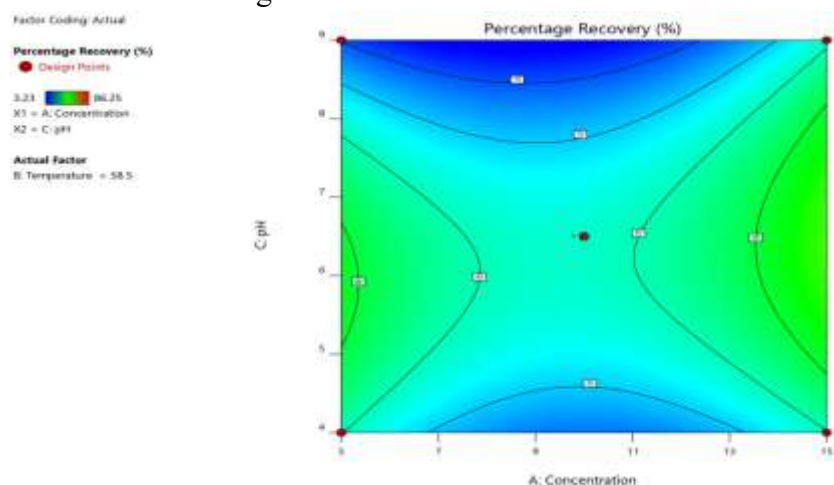 Factor Coding: Actual
Percentage Recovery (%)
Design Points
3.23 86.25
X1 = A: Concentration
X2 = C: pH
Actual Factor
B: Temperature = 58.5
Percentage Recovery (%)
9
8
7
6
5
4
C: pH
5 7 9 11 13 15
A: Concentration